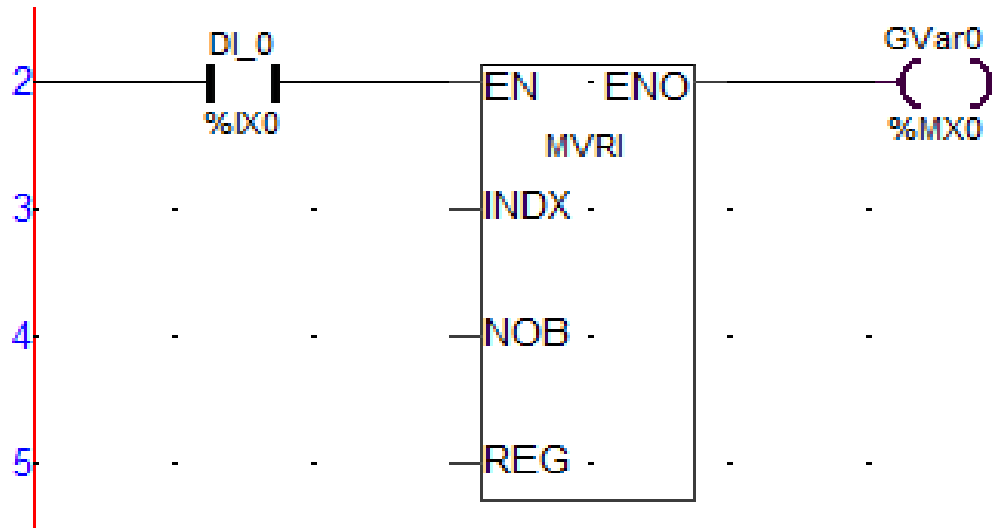 DI_0
GVar0
2
EN
ENO
%IX0
%MX0
MVRI
3
INDX
4
NOB
5
REG